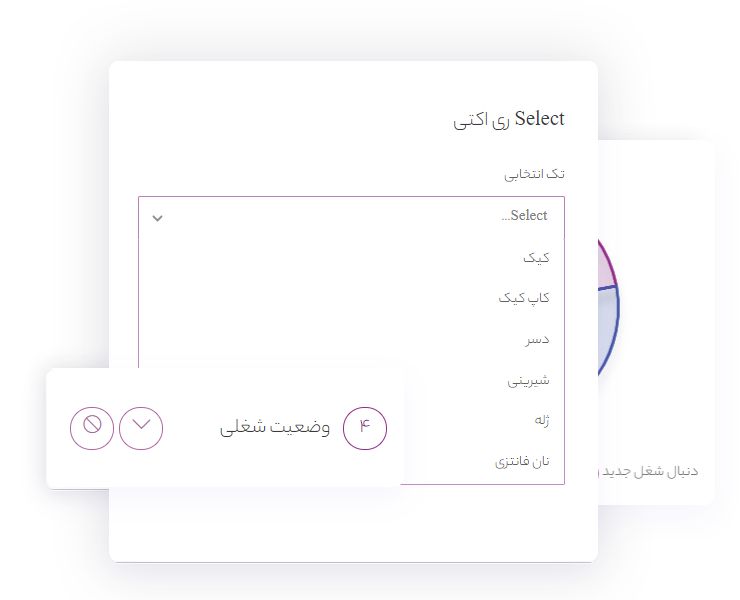 Select ری اکتی
تک انتخابی
Select...
کیک
کاپ کیک
دسر
شیرینی
ژله
نان فانتزی
۴
وضعیت شغلی
دنبال شغل جدید